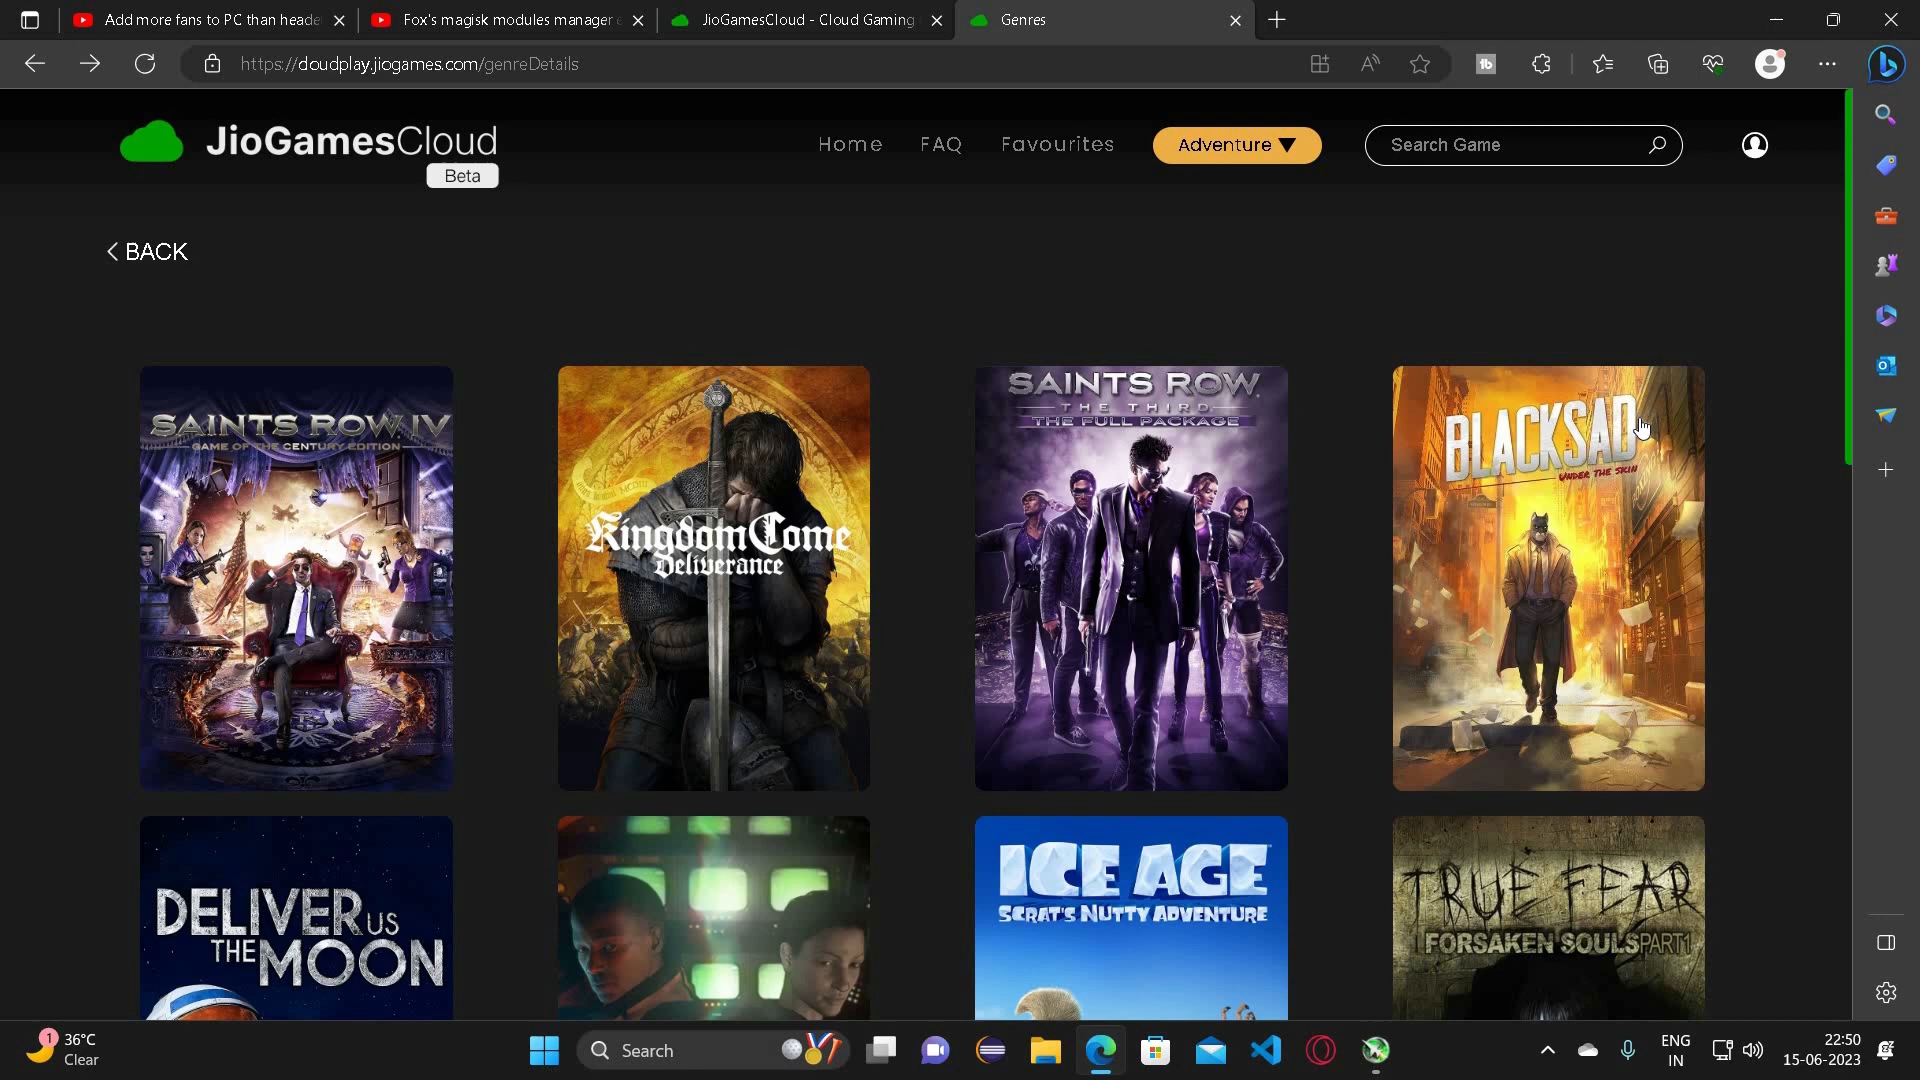 Add more fans to PC than heade
Fox's magisk modules manager e
JioGamesCloud - Cloud Gaming
Genres
https://cloudplay.jiogames.com/genreDetails
JioGamesCloud
Beta
Home
FAQ
Favourites
Adventure ▼
Search Game
BACK
SAINTS ROW IV
GAME OF THE CENTURY EDITION
Kingdom Come
Deliverance
SAINTS ROW
THE THIRD
THE FULL PACKAGE
BLACKSAD
UNDER THE SKIN
DELIVER US
THE MOON
ICE AGE
SCRAT'S NUTTY ADVENTURE
TRUE FEAR
FORSAKEN SOULS PART 1
1
36°C
Clear
Search
ENG
IN
22:50
15-06-2023